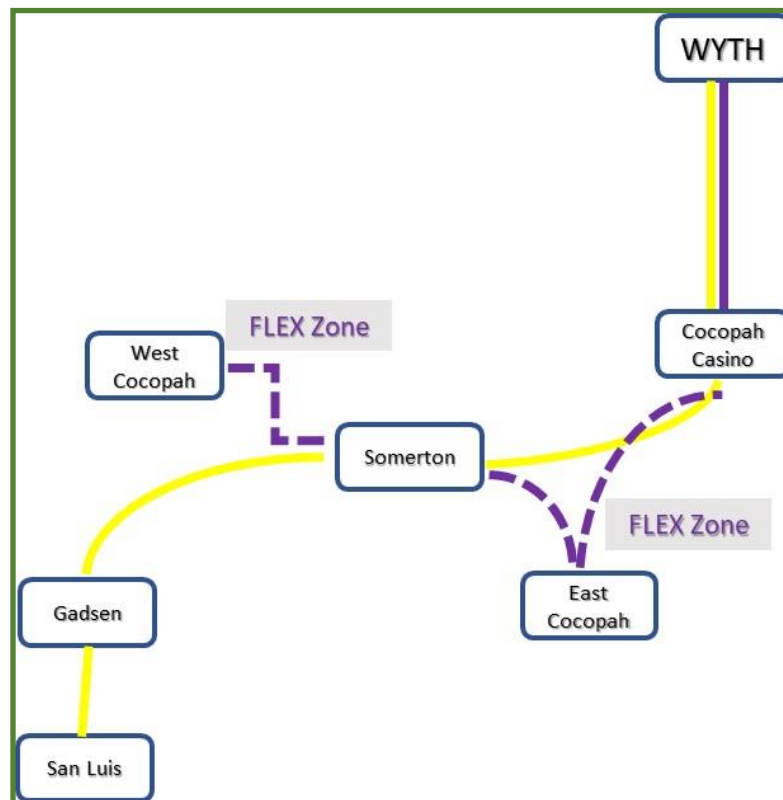 WYTH
FLEX Zone
Cocopah
Casino
West
Cocopah
Somerton
FLEX Zone
East
Cocopah
Gadsen
San Luis